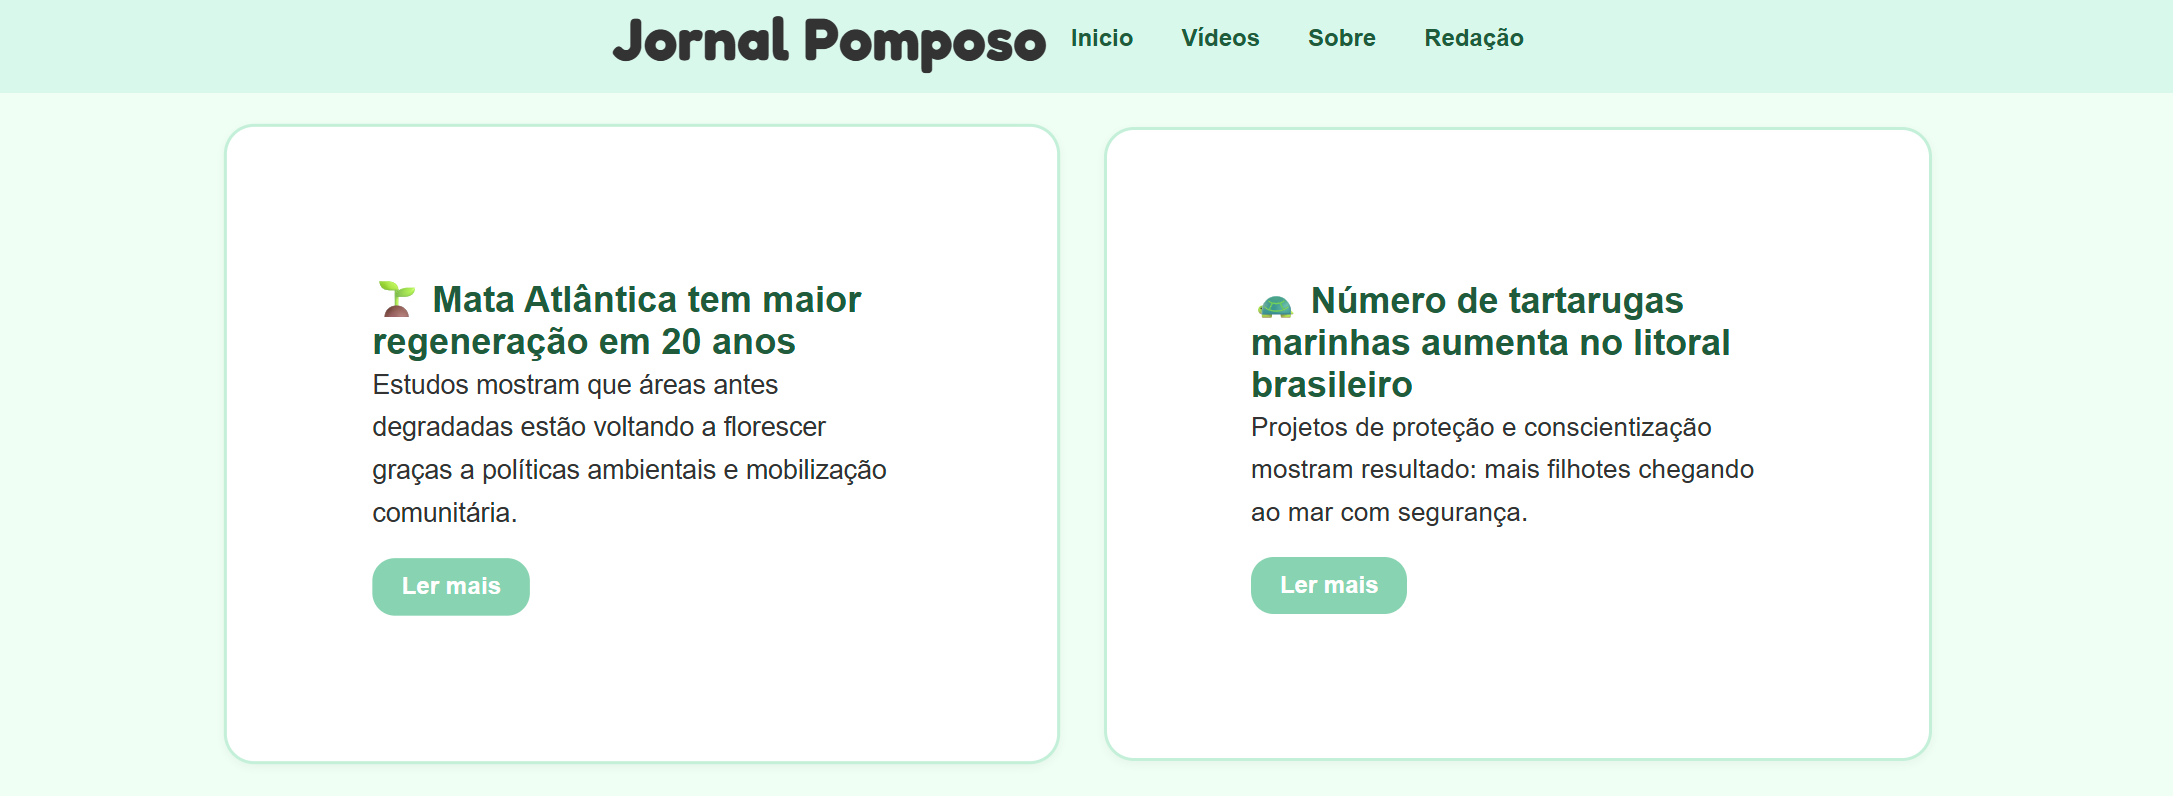 Jornal Pomposo Inicio Vídeos Sobre Redação
Mata Atlântica tem maior
regeneração em 20 anos
Estudos mostram que áreas antes
degradadas estão voltando a florescer
graças a políticas ambientais e mobilização
comunitária.
Ler mais
Número de tartarugas
marinhas aumenta no litoral
brasileiro
Projetos de proteção e conscientização
mostram resultado: mais filhotes chegando
ao mar com segurança.
Ler mais